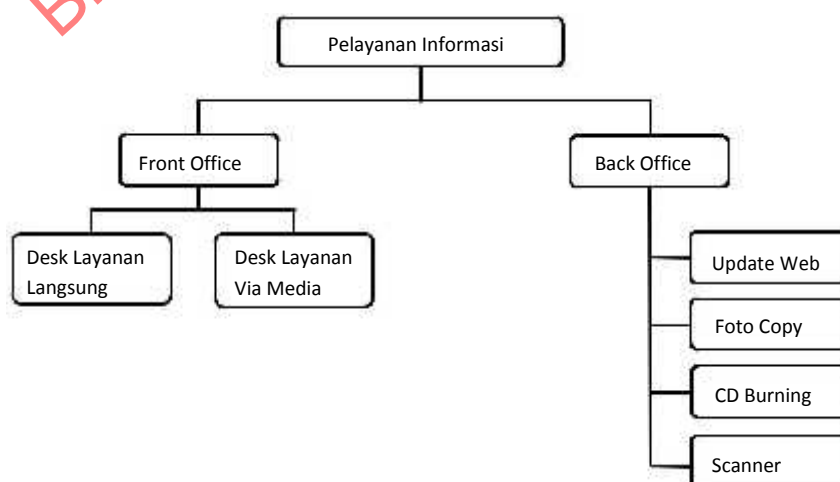 Pelayanan Informasi
Front Office
Back Office
Desk Layanan
Langsung
Desk Layanan
Via Media
Update Web
Foto Copy
CD Burning
Scanner